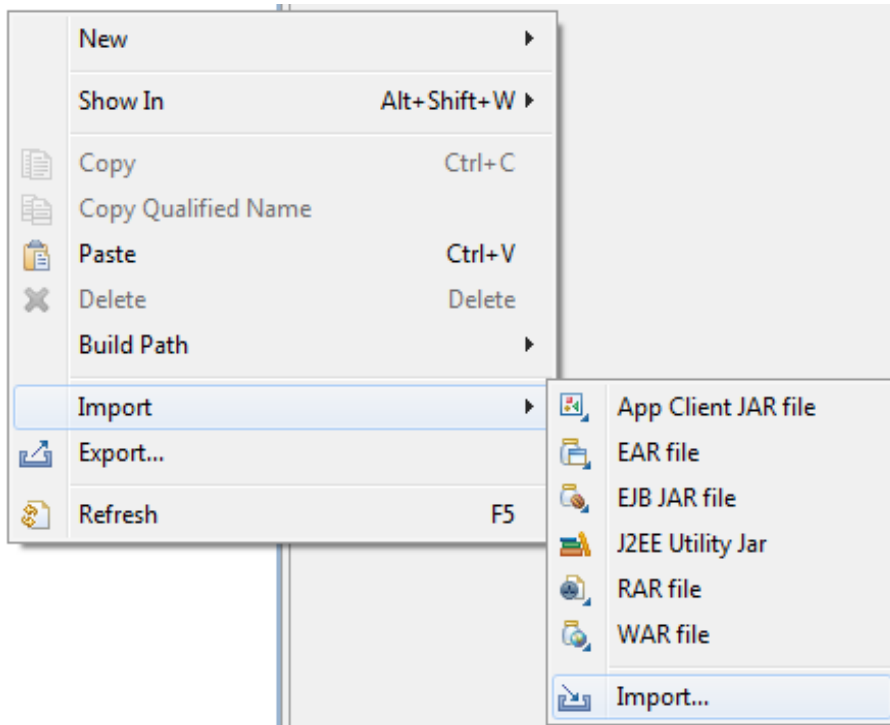 New
Show In Alt+Shift+W
Copy Ctrl+C
Copy Qualified Name
Paste Ctrl+V
Delete Delete
Build Path
Import
Export...
Refresh F5
App Client JAR file
EAR file
EJB JAR file
J2EE Utility Jar
RAR file
WAR file
Import...